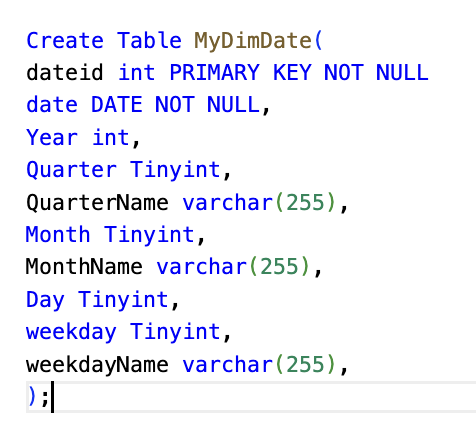 Create Table MyDimDate(
dateid int PRIMARY KEY NOT NULL
date DATE NOT NULL,
Year int,
Quarter Tinyint,
QuarterName varchar(255),
Month Tinyint,
MonthName varchar(255),
Day Tinyint,
weekday Tinyint,
weekdayName varchar(255),
);